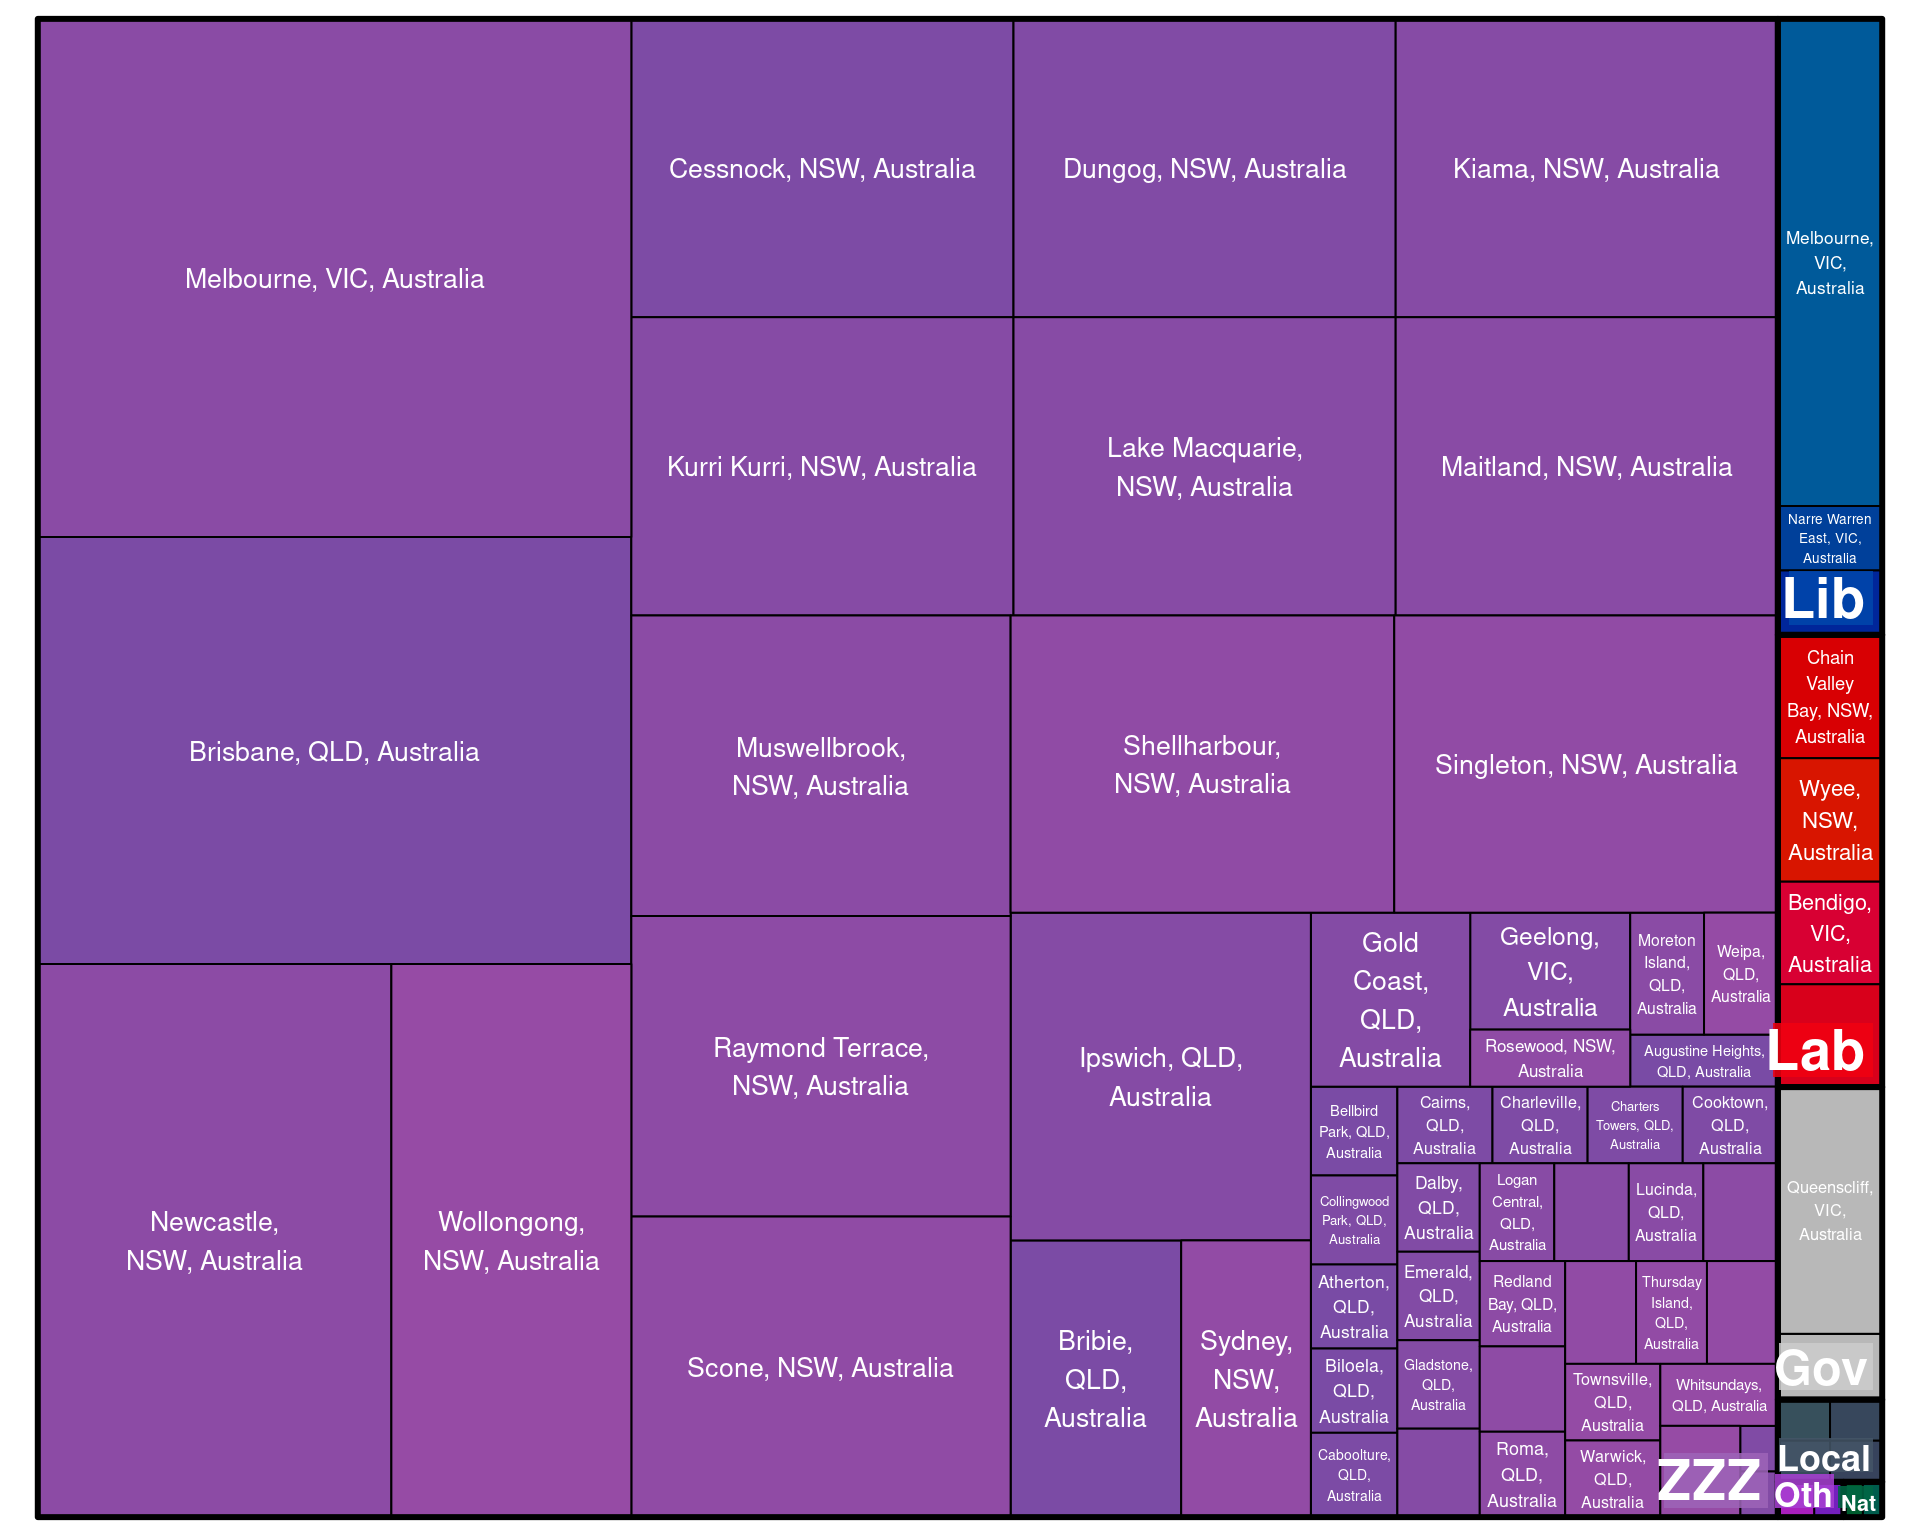 Melbourne, VIC, Australia
Brisbane, QLD, Australia
Newcastle,
NSW, Australia
Wollongong,
NSW, Australia
Cessnock, NSW, Australia
Dungog, NSW, Australia
Kiama, NSW, Australia
Kurri Kurri, NSW, Australia
Lake Macquarie,
NSW, Australia
Maitland, NSW, Australia
Muswellbrook,
NSW, Australia
Shellharbour,
NSW, Australia
Singleton, NSW, Australia
Raymond Terrace,
NSW, Australia
Scone, NSW, Australia
Ipswich, QLD,
Australia
Bribie,
QLD,
Australia
Sydney,
NSW,
Australia
Gold
Coast,
QLD,
Australia
Geelong,
VIC,
Australia
Rosewood, NSW,
Australia
Moreton
Island,
QLD,
Australia
Weipa,
QLD,
Australia
Augustine Heights,
QLD, Australia
Bellbird
Park, QLD,
Australia
Collingwood
Park, QLD,
Australia
Atherton,
QLD,
Australia
Biloela,
QLD,
Australia
Caboolture,
QLD,
Australia
Cairns,
QLD,
Australia
Charleville,
QLD,
Australia
Charters
Towers, QLD,
Australia
Cooktown,
QLD,
Australia
Dalby,
QLD,
Australia
Emerald,
QLD,
Australia
Gladstone,
QLD,
Australia
Logan
Central,
QLD,
Australia
Lucinda,
QLD,
Australia
Redland
Bay, QLD,
Australia
Roma,
QLD,
Australia
Thursday
Island,
QLD,
Australia
Townsville,
QLD,
Australia
Whitsundays,
QLD, Australia
Warwick,
QLD,
Australia
ZZZ
Melbourne,
VIC,
Australia
Narre Warren
East, VIC,
Australia
Lib
Chain
Valley
Bay, NSW,
Australia
Wyee,
NSW,
Australia
Bendigo,
VIC,
Australia
Lab
Queenscliff,
VIC,
Australia
Gov
Local
Oth
Nat